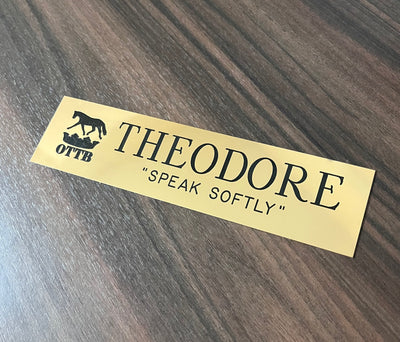 THEODORE
"SPEAK SOFTLY"
OTTB